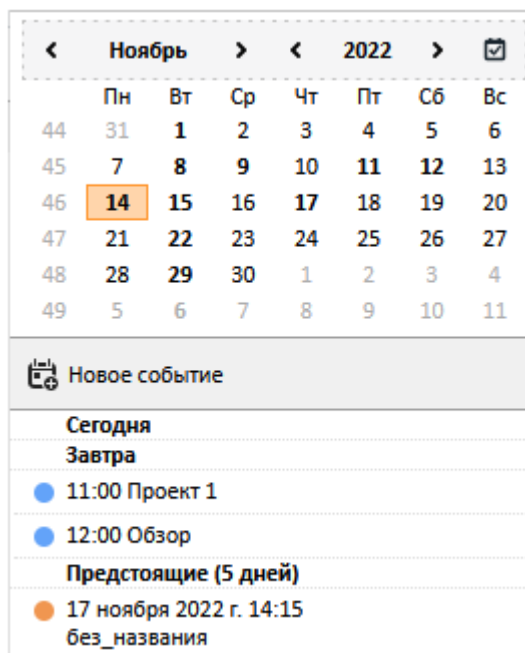 Ноябрь 2022
Пн Вт Ср Чт Пт Сб Вс
44 31 1 2 3 4 5 6
45 7 8 9 10 11 12 13
46 14 15 16 17 18 19 20
47 21 22 23 24 25 26 27
48 28 29 30 1 2 3 4
49 5 6 7 8 9 10 11
Новое событие
Сегодня
Завтра
11:00 Проект 1
12:00 Обзор
Предстоящие (5 дней)
17 ноября 2022 г. 14:15
без_названия